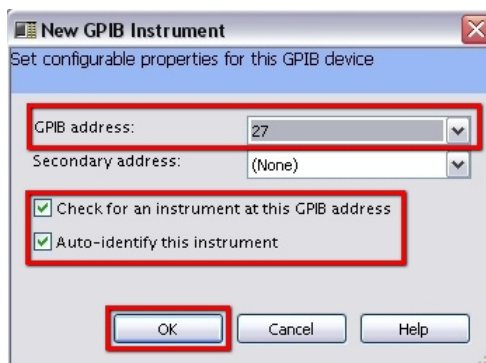 New GPIB Instrument
Set configurable properties for this GPIB device
GPIB address: 27
Secondary address: (None)
Check for an instrument at this GPIB address
Auto-identify this instrument
OK Cancel Help